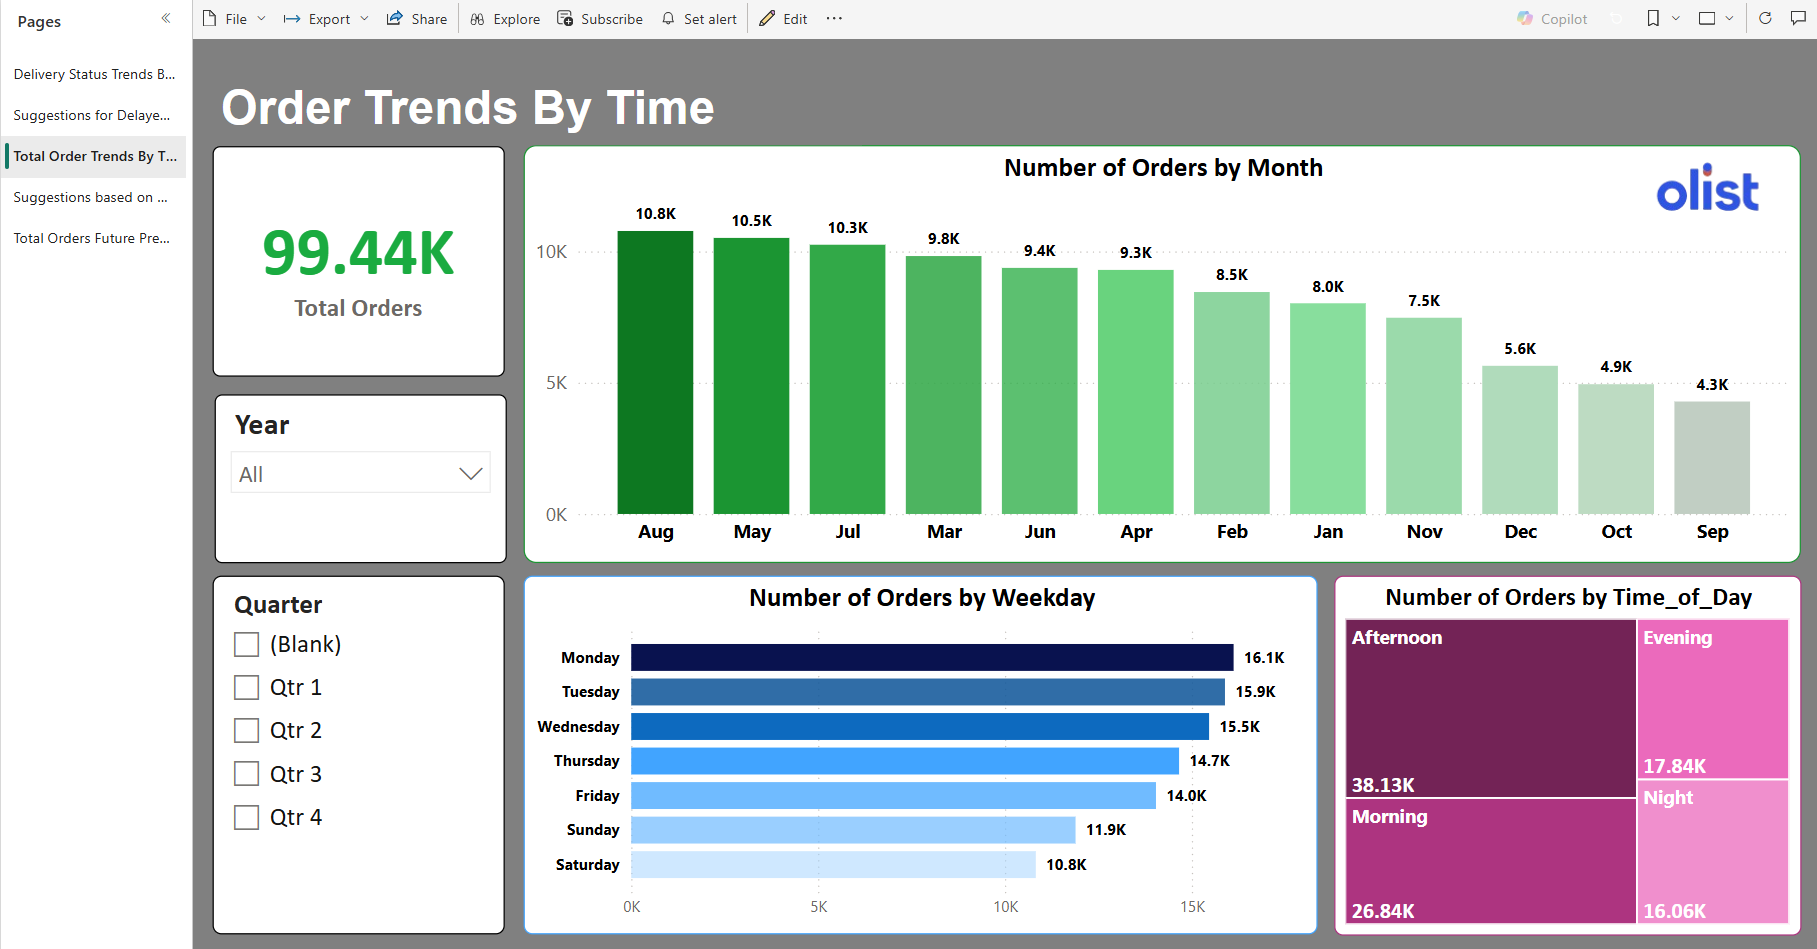 Pages
Delivery Status Trends B...
Suggestions for Delaye...
Total Order Trends By T...
Suggestions based on ...
Total Orders Future Pre...
File Export Share Explore Subscribe Set alert Edit ... Copilot
Order Trends By Time
99.44K
Total Orders
Year
All
Quarter
(Blank)
Qtr 1
Qtr 2
Qtr 3
Qtr 4
Number of Orders by Month
olist
10.8K 10.5K 10.3K 9.8K 9.4K 9.3K 8.5K 8.0K 7.5K 5.6K 4.9K 4.3K
10K
5K
0K
Aug May Jul Mar Jun Apr Feb Jan Nov Dec Oct Sep
Number of Orders by Weekday
Monday 16.1K
Tuesday 15.9K
Wednesday 15.5K
Thursday 14.7K
Friday 14.0K
Sunday 11.9K
Saturday 10.8K
0K 5K 10K 15K
Number of Orders by Time_of_Day
Afternoon
38.13K
Morning
26.84K
Evening
17.84K
Night
16.06K